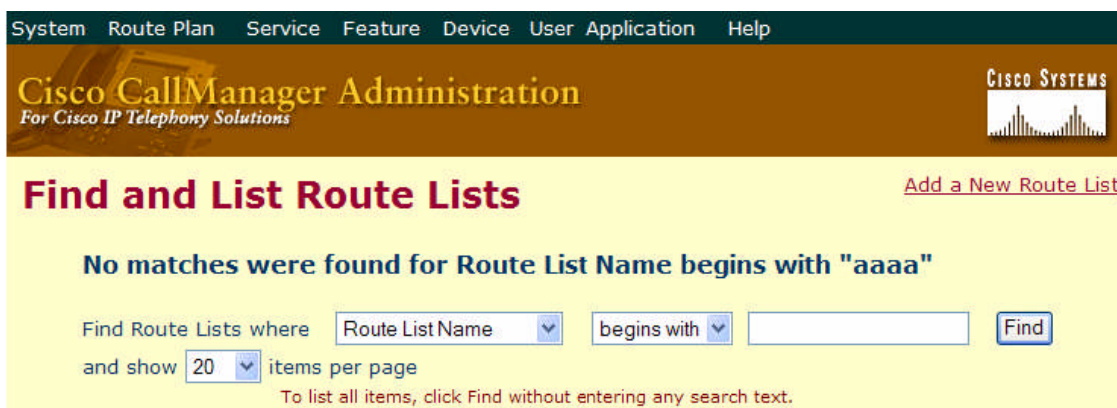 System Route Plan Service Feature Device User Application Help
Cisco CallManager Administration
For Cisco IP Telephony Solutions
CISCO SYSTEMS
Find and List Route Lists
Add a New Route List
No matches were found for Route List Name begins with "aaaa"
Find Route Lists where Route List Name begins with Find
and show 20 items per page
To list all items, click Find without entering any search text.